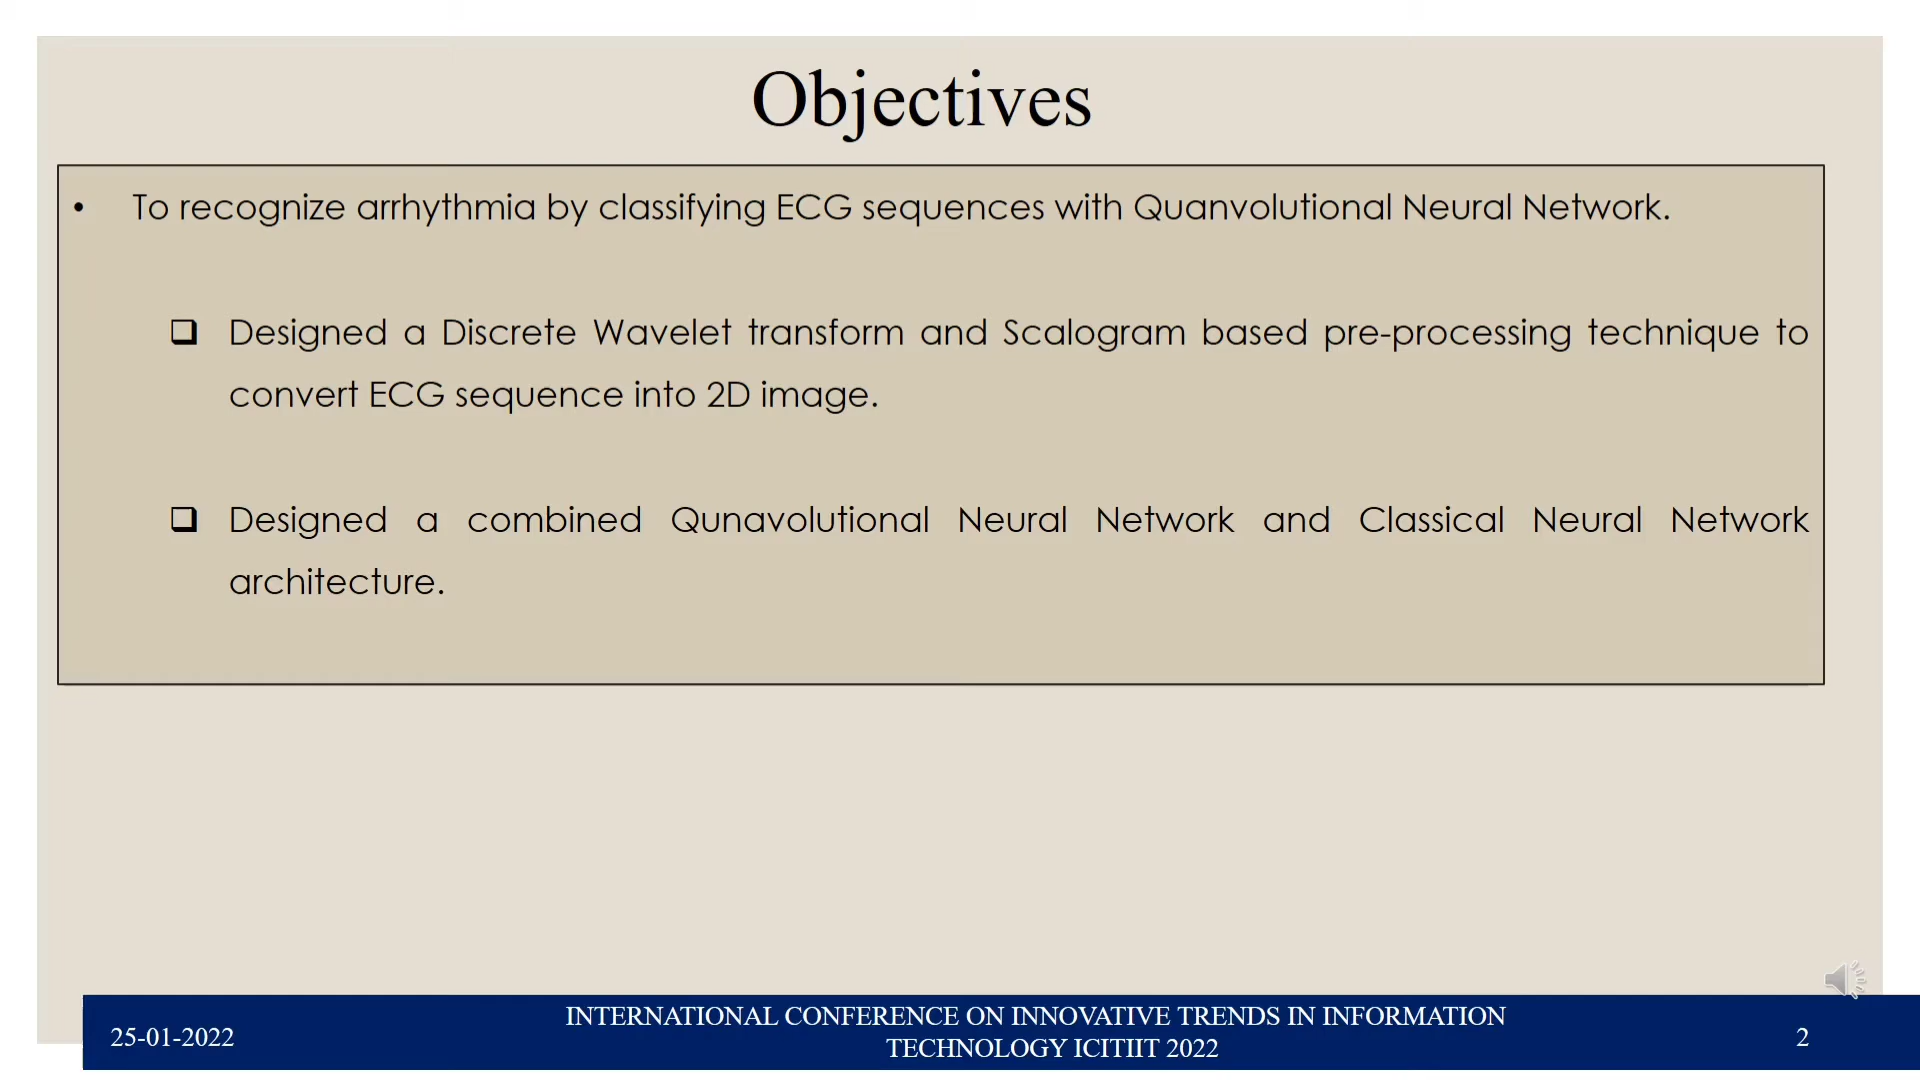 Objectives
• To recognize arrhythmia by classifying ECG sequences with Quanvolutional Neural Network.
❑ Designed a Discrete Wavelet transform and Scalogram based pre-processing technique to
convert ECG sequence into 2D image.
❑ Designed a combined Qunavolutional Neural Network and Classical Neural Network
architecture.
25-01-2022
INTERNATIONAL CONFERENCE ON INNOVATIVE TRENDS IN INFORMATION
TECHNOLOGY ICITIIT 2022
2